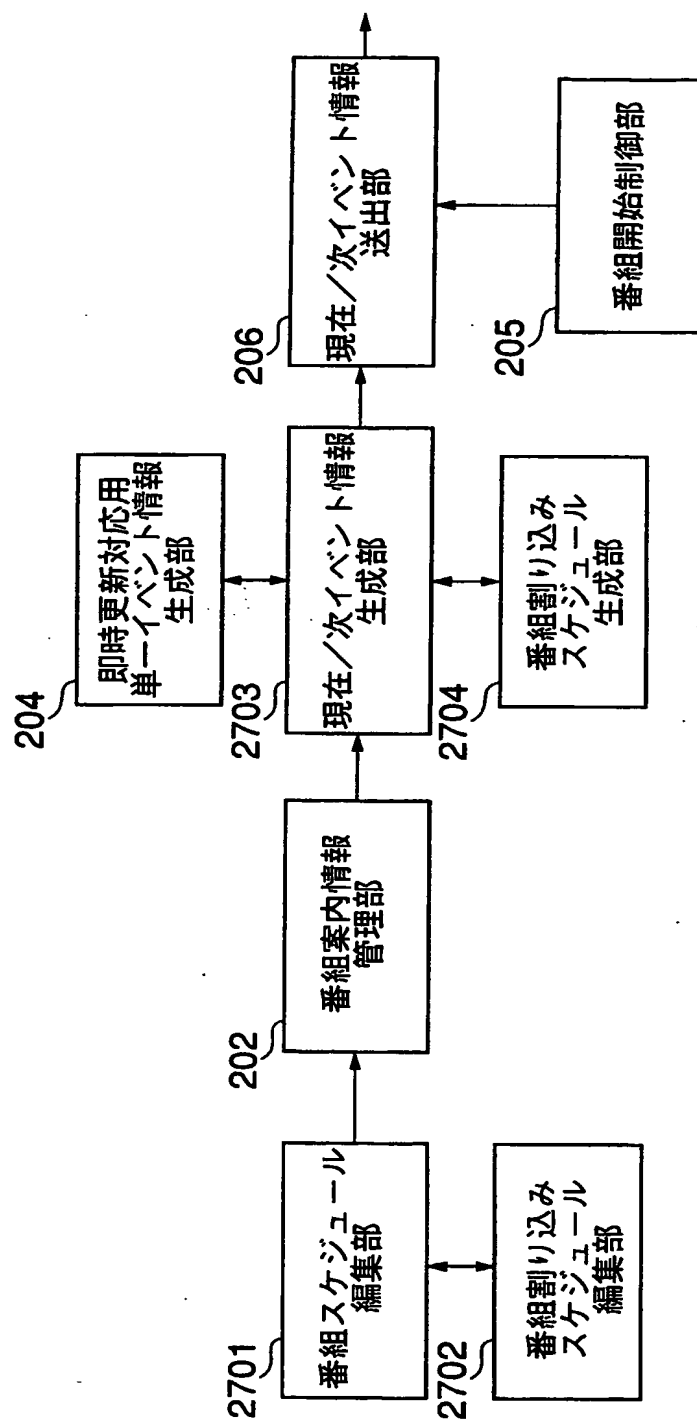 2701
番組スケジュール
編集部
2702
番組割り込み
スケジュール
編集部
202
番組案内情報
管理部
204
即時更新対応用
単一イベント情報
生成部
2703
現在／次イベント情報
生成部
2704
番組割り込み
スケジュール
生成部
206
現在／次イベント情報
送出部
205
番組開始制御部